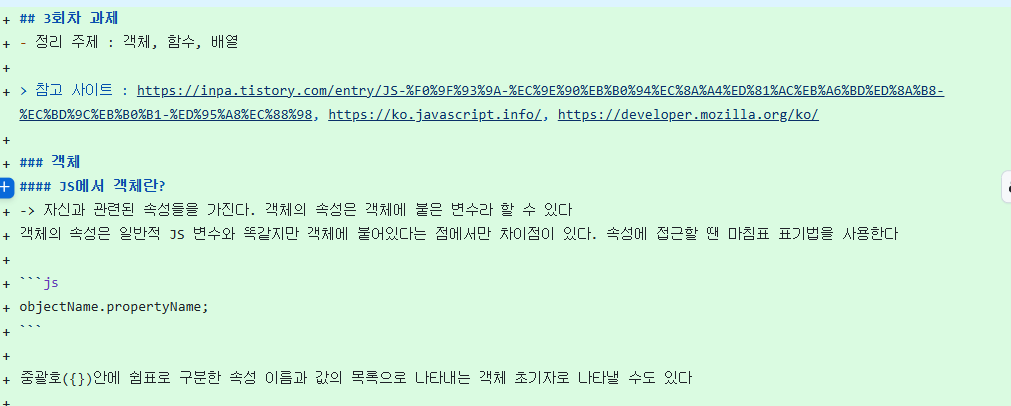 + ## 3회차 과제
+ - 정리 주제 : 객체, 함수, 배열
+
+ > 참고 사이트 : https://inpa.tistory.com/entry/JS-%F0%9F%93%9A-%EC%9E%90%EB%B0%94%EC%8A%A4%ED%81%AC%EB%A6%BD%ED%8A%B8-
%EC%BD%9C%EB%B0%B1-%ED%95%A8%EC%88%98, https://ko.javascript.info/, https://developer.mozilla.org/ko/
+
+ ### 객체
+ #### JS에서 객체란?
+ -> 자신과 관련된 속성들을 가진다. 객체의 속성은 객체에 붙은 변수라 할 수 있다
+ 객체의 속성은 일반적 JS 변수와 똑같지만 객체에 붙어있다는 점에서만 차이점이 있다. 속성에 접근할 땐 마침표 표기법을 사용한다
+
+ ```js
+ objectName.propertyName;
+ ```
+
+ 중괄호({})안에 쉼표로 구분한 속성 이름과 값의 목록으로 나타내는 객체 초기자로 나타낼 수도 있다
+